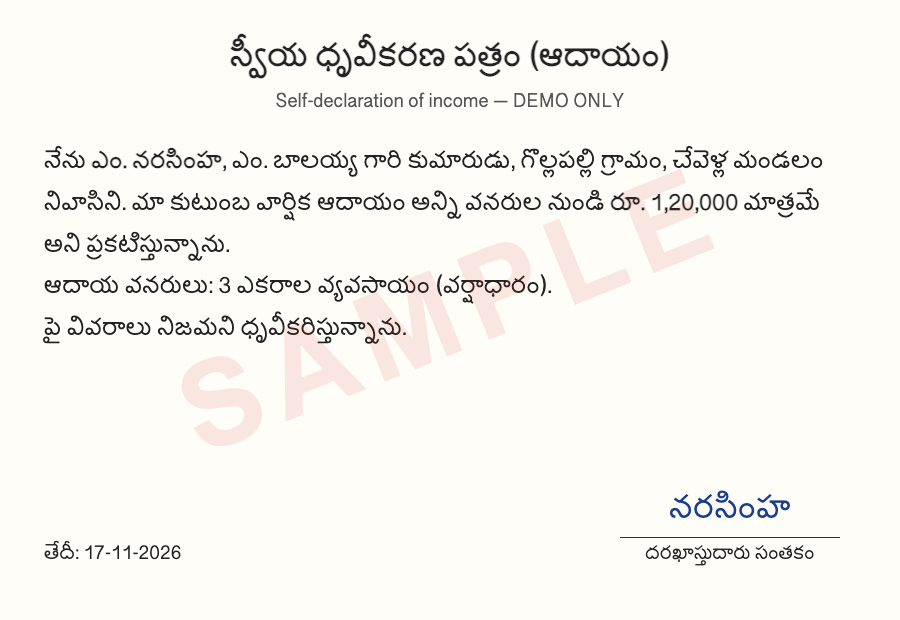 స్వీయ ధృవీకరణ పత్రం (ఆదాయం)
Self-declaration of income — DEMO ONLY
నేను ఎం. నరసింహ, ఎం. బాలయ్య గారి కుమారుడు, గొల్లపల్లి గ్రామం, చేవెళ్ల మండలం
నివాసిని. మా కుటుంబ వార్షిక ఆదాయం అన్ని వనరుల నుండి రూ. 1,20,000 మాత్రమే
అని ప్రకటిస్తున్నాను.
ఆదాయ వనరులు: 3 ఎకరాల వ్యవసాయం (వర్షాధారం).
పై వివరాలు నిజమని ధృవీకరిస్తున్నాను.
SAMPLE
నరసింహ
తేదీ: 17-11-2026
దరఖాస్తుదారు సంతకం